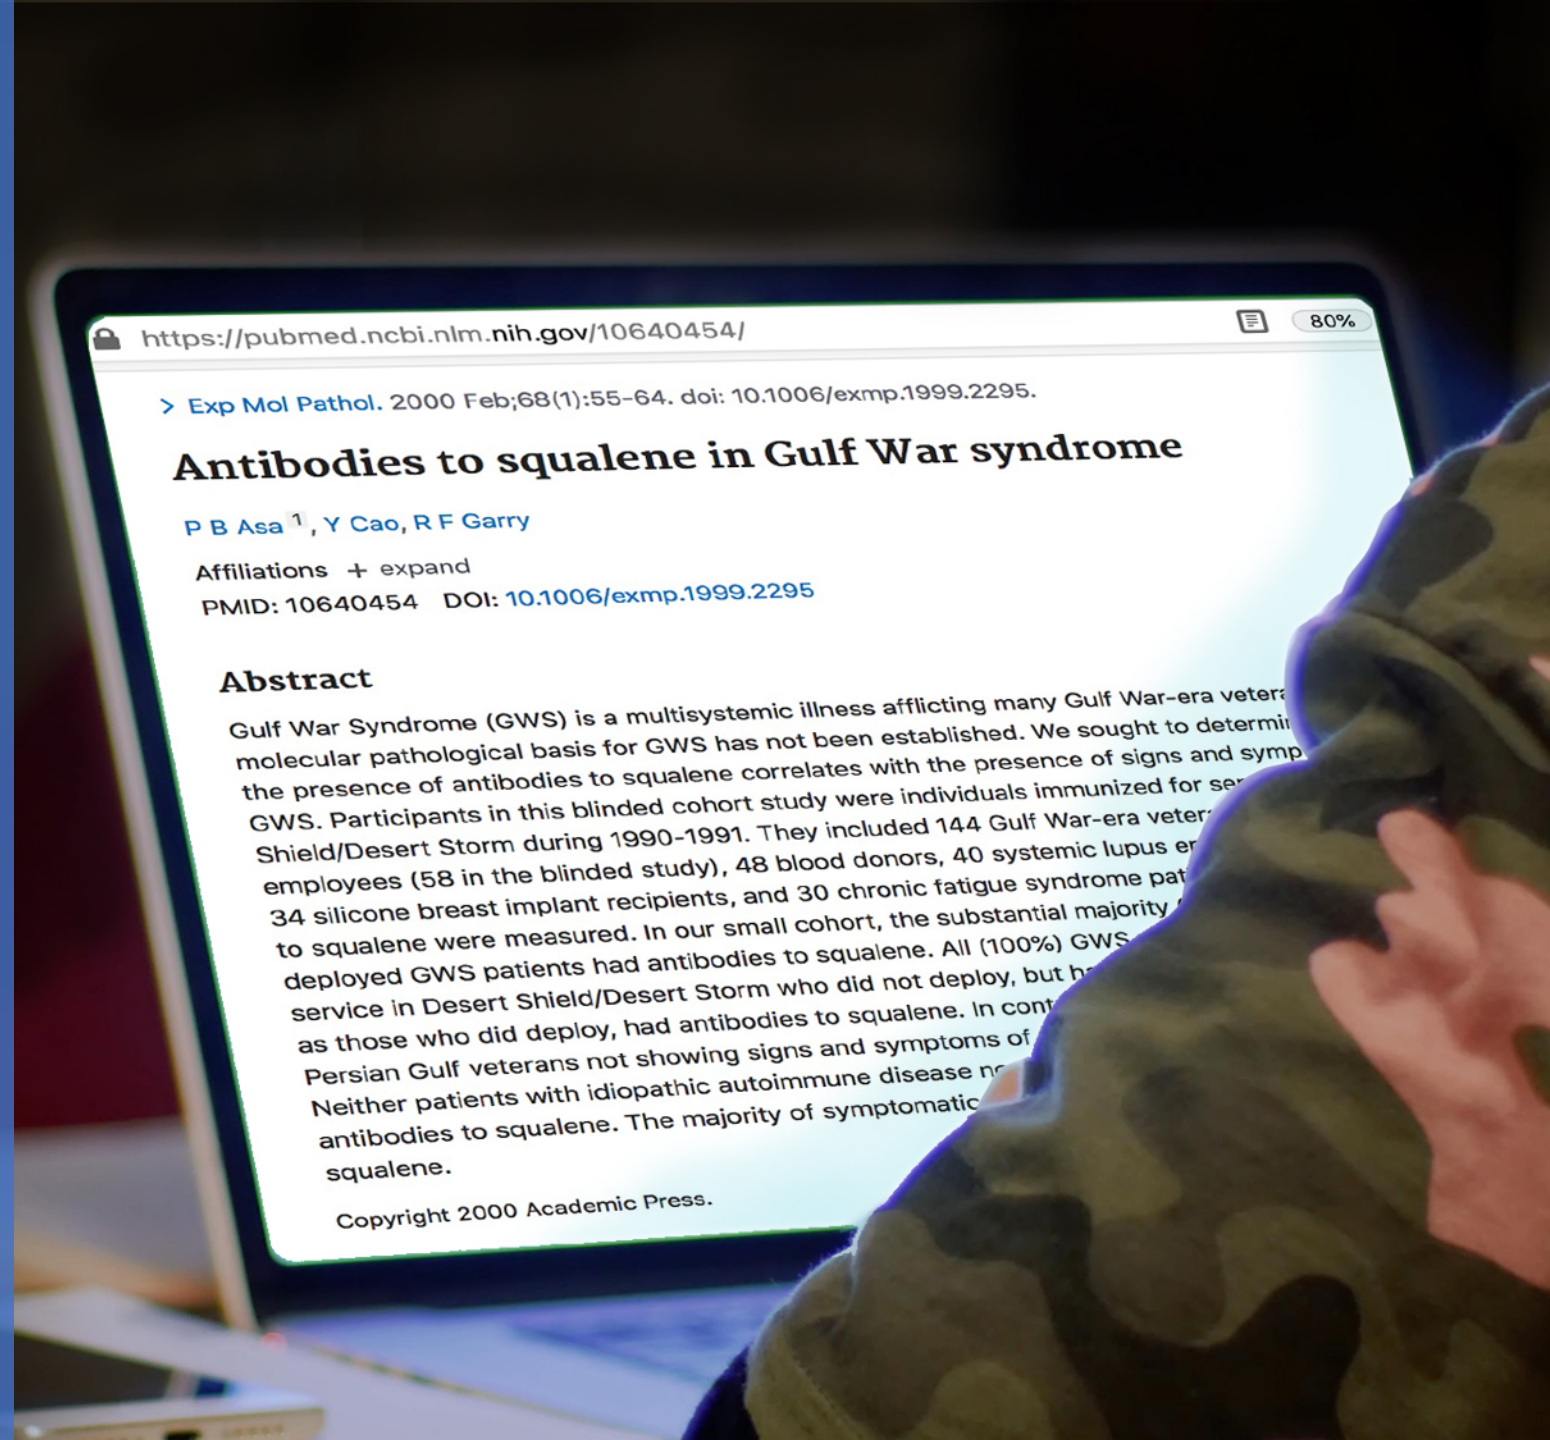 https://pubmed.ncbi.nlm.nih.gov/10640454/
80%
> Exp Mol Pathol. 2000 Feb;68(1):55-64. doi: 10.1006/exmp.1999.2295.
Antibodies to squalene in Gulf War syndrome
P B Asa 1, Y Cao, R F Garry
Affiliations + expand
PMID: 10640454 DOI: 10.1006/exmp.1999.2295
Abstract
Gulf War Syndrome (GWS) is a multisystemic illness afflicting many Gulf War-era
molecular pathological basis for GWS has not been established. We sought to
the presence of antibodies to squalene correlates with the presence of signs and
GWS. Participants in this blinded cohort study were individuals immunized for
Shield/Desert Storm during 1990-1991. They included 144 Gulf War-era
employees (58 in the blinded study), 48 blood donors, 40 systemic lupus
34 silicone breast implant recipients, and 30 chronic fatigue syndrome
to squalene were measured. In our small cohort, the substantial majority
deployed GWS patients had antibodies to squalene. All (100%) GWS
service in Desert Shield/Desert Storm who did not deploy, but
as those who did deploy, had antibodies to squalene. In
Persian Gulf veterans not showing signs and symptoms of
Neither patients with idiopathic autoimmune disease
antibodies to squalene. The majority of symptomatic
squalene.
Copyright 2000 Academic Press.